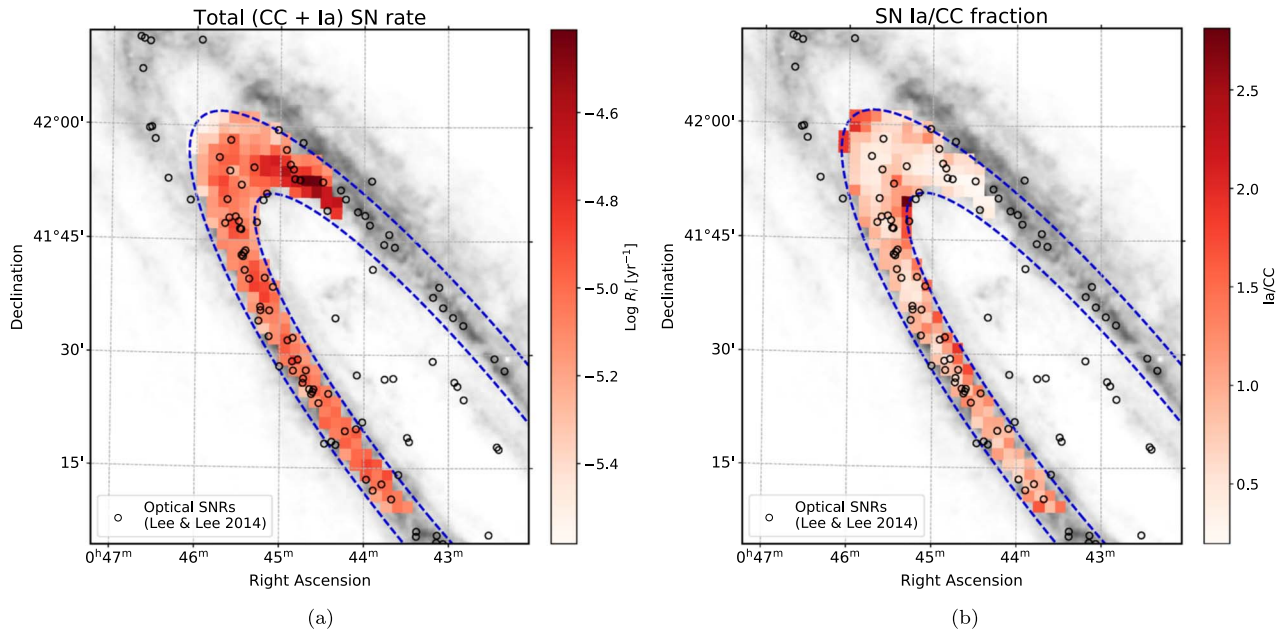 Total (CC + Ia) SN rate
42°00'
41°45'
30'
15'
Declination
0ʰ47ᵐ 46ᵐ 45ᵐ 44ᵐ 43ᵐ
Right Ascension
Optical SNRs
(Lee & Lee 2014)
−4.6
−4.8
−5.0
−5.2
−5.4
Log Rᵢ [yr⁻¹]
(a)
SN Ia/CC fraction
42°00'
41°45'
30'
15'
Declination
0ʰ47ᵐ 46ᵐ 45ᵐ 44ᵐ 43ᵐ
Right Ascension
Optical SNRs
(Lee & Lee 2014)
2.5
2.0
1.5
1.0
0.5
Ia/CC
(b)